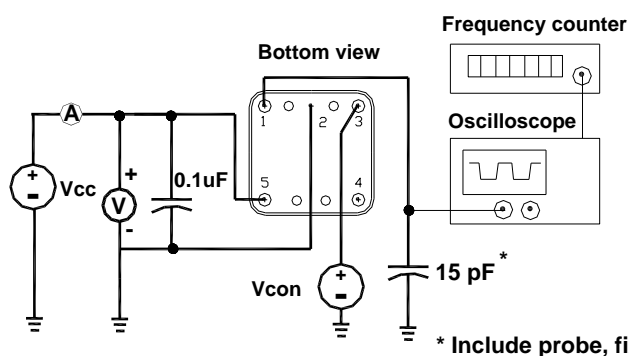 Frequency counter
Bottom view
Oscilloscope
A
1
2
3
5
4
+
-
Vcc
+
V
-
0.1uF
Vcon
+
-
15 pF *
* Include probe, fi